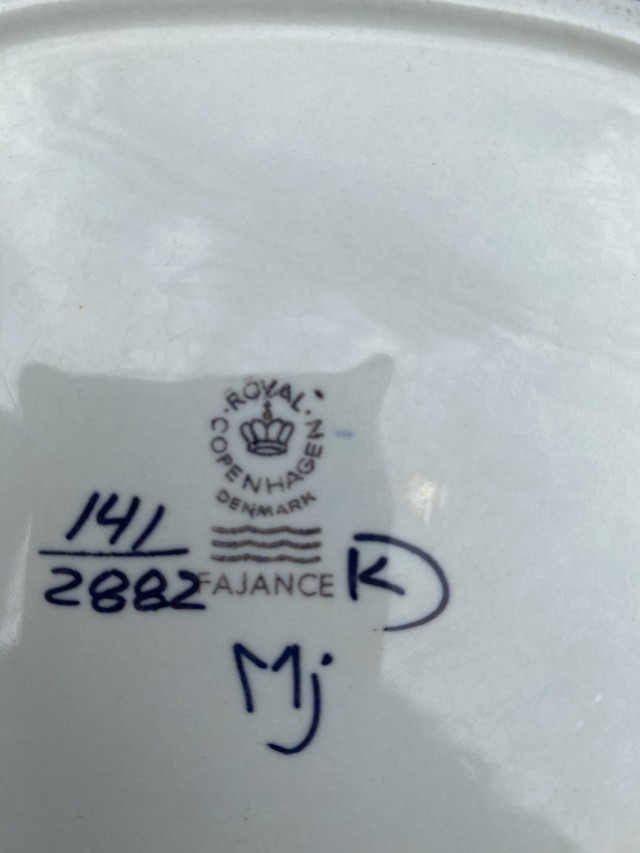 ROYAL
COPENHAGEN
DENMARK
141
2882
FAJANCE
K
Mj